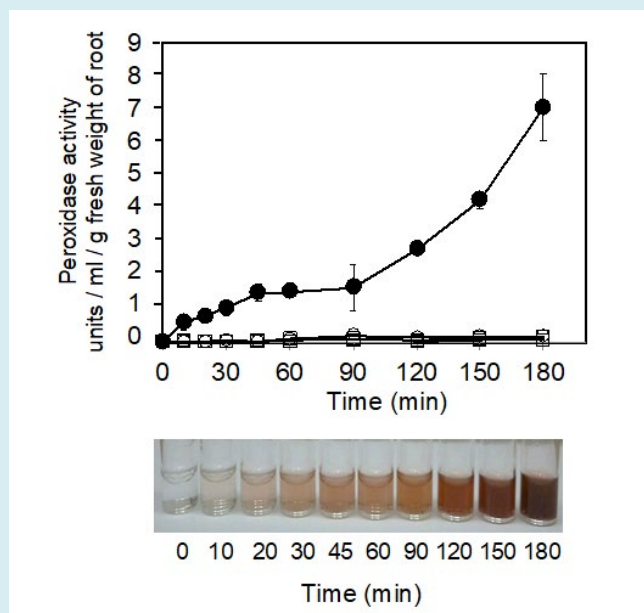 Peroxidase activity
units / ml / g fresh weight of root
9
8
7
6
5
4
3
2
1
0
0 30 60 90 120 150 180
Time (min)
0 10 20 30 45 60 90 120 150 180
Time (min)